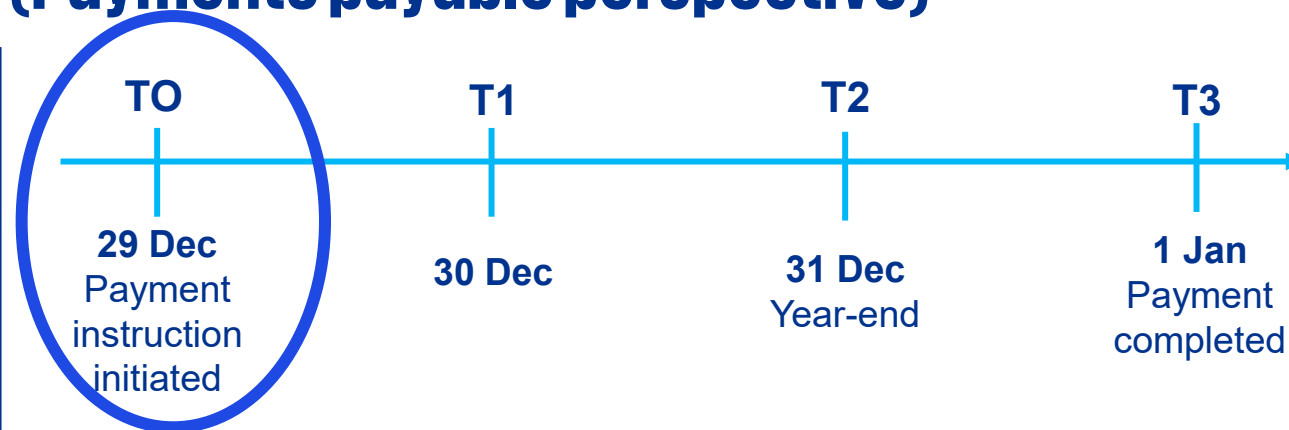 (Payments payable perspective)
TO
T1
T2
T3
29 Dec
Payment
instruction
initiated
30 Dec
31 Dec
Year-end
1 Jan
Payment
completed